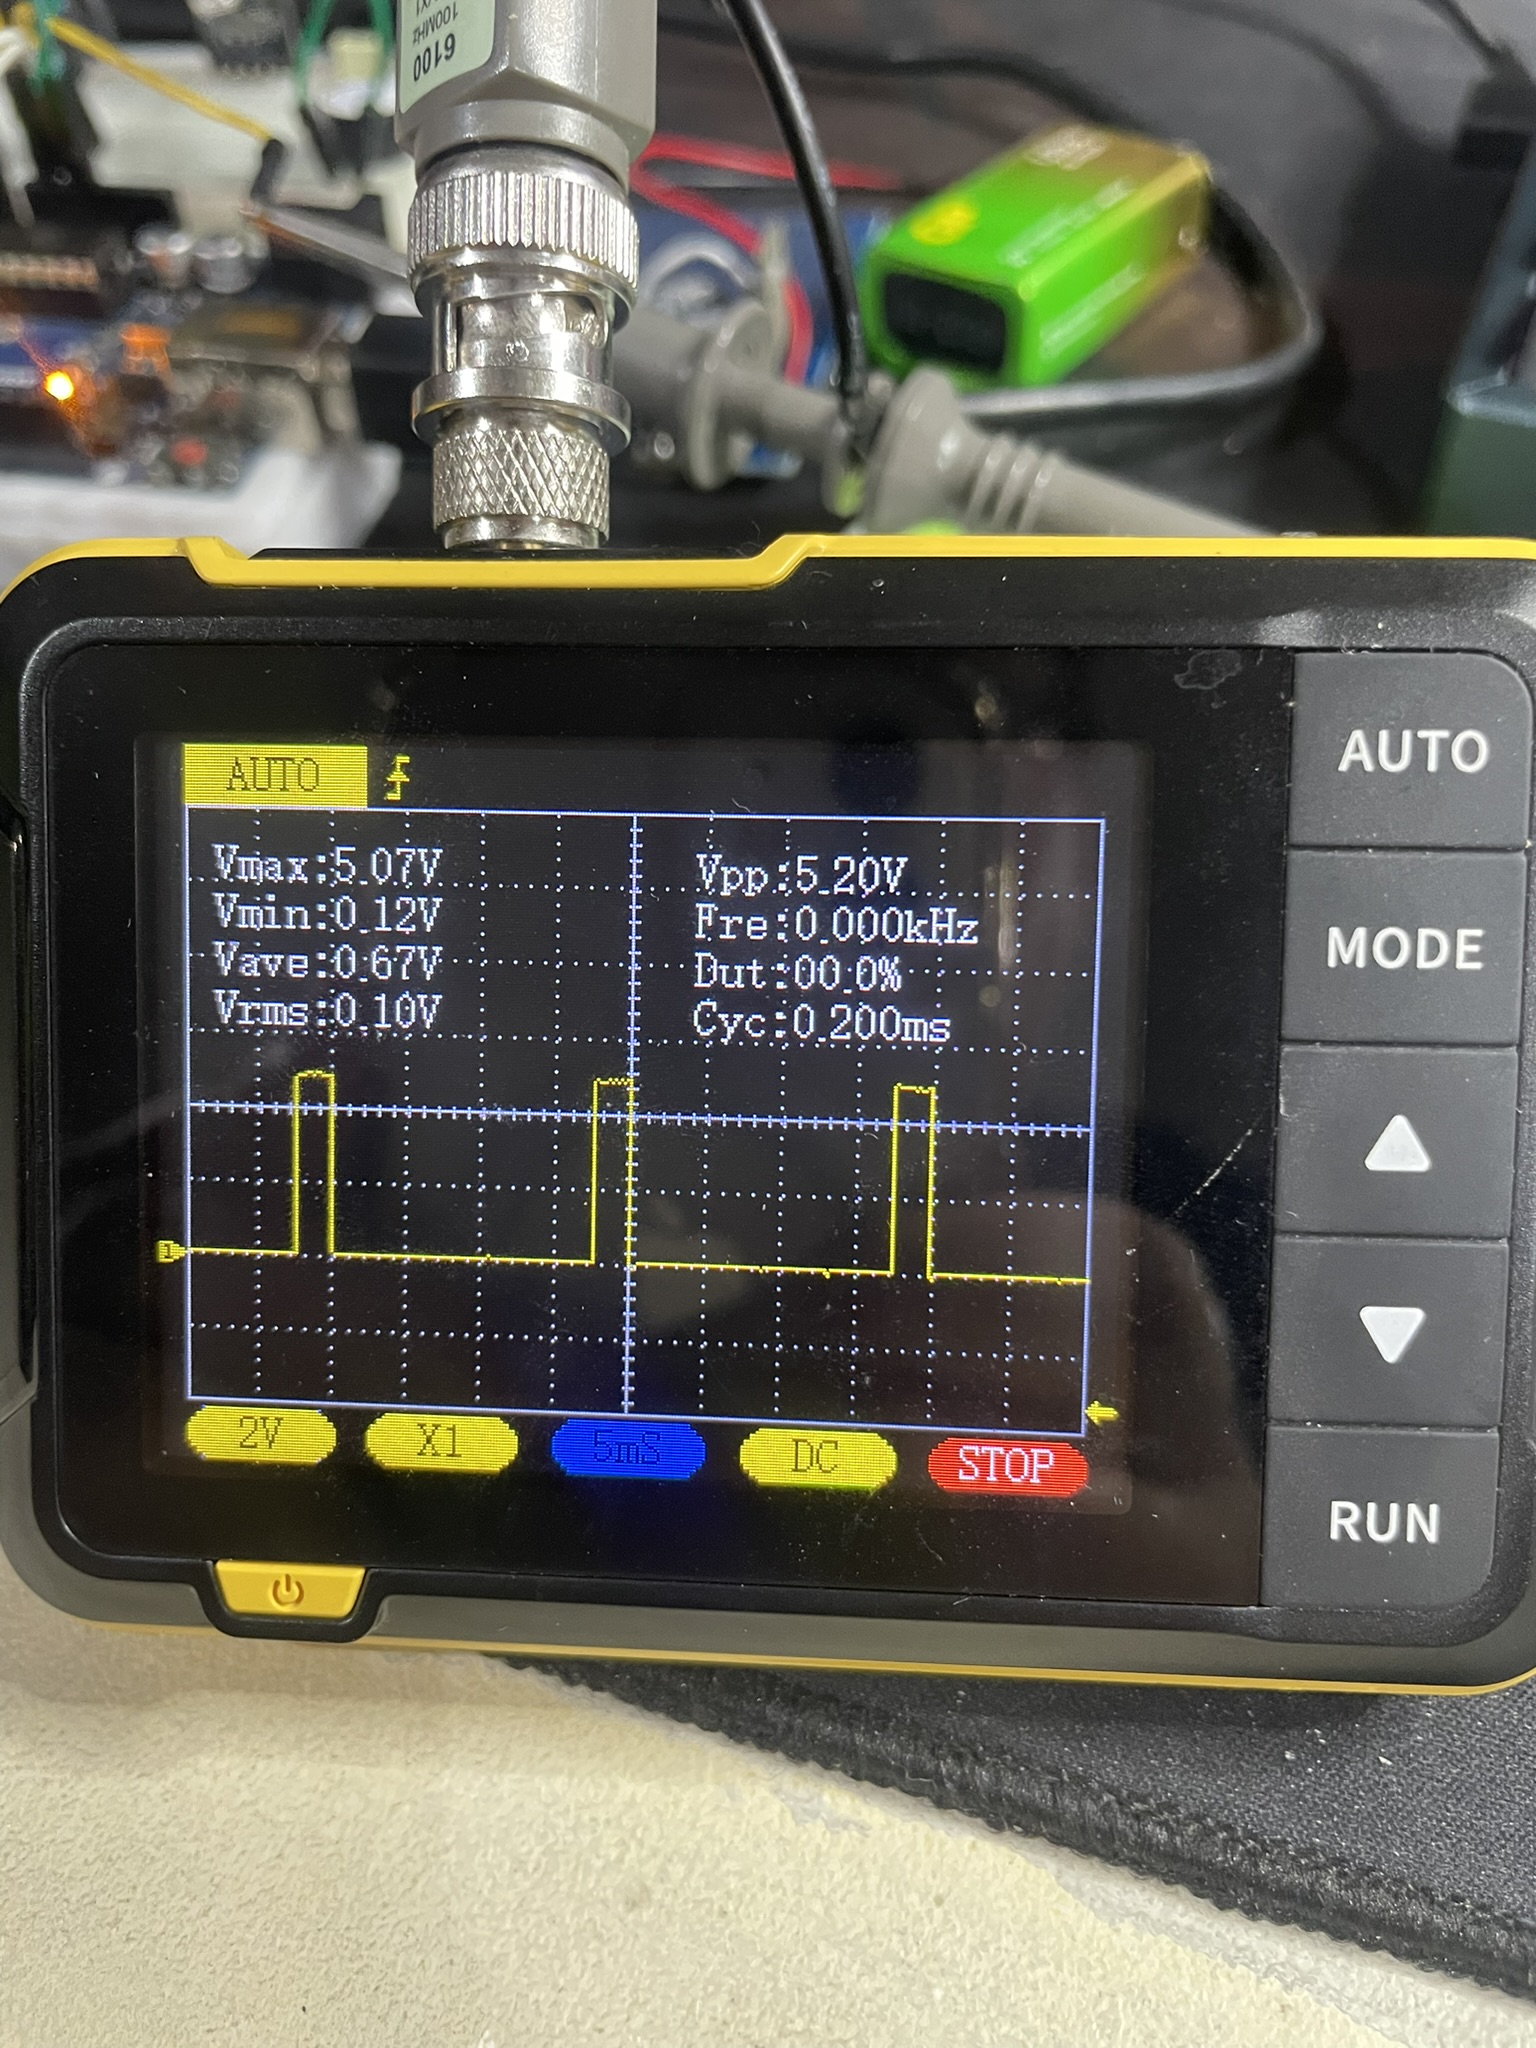 6100
100MHz
AUTO
Vmax:5.07V
Vmin:0.12V
Vave:0.67V
Vrms:0.10V
Vpp:5.20V
Fre:0.000kHz
Dut:00.0%
Cyc:0.200ms
1
2V
X1
5mS
DC
STOP
AUTO
MODE
RUN